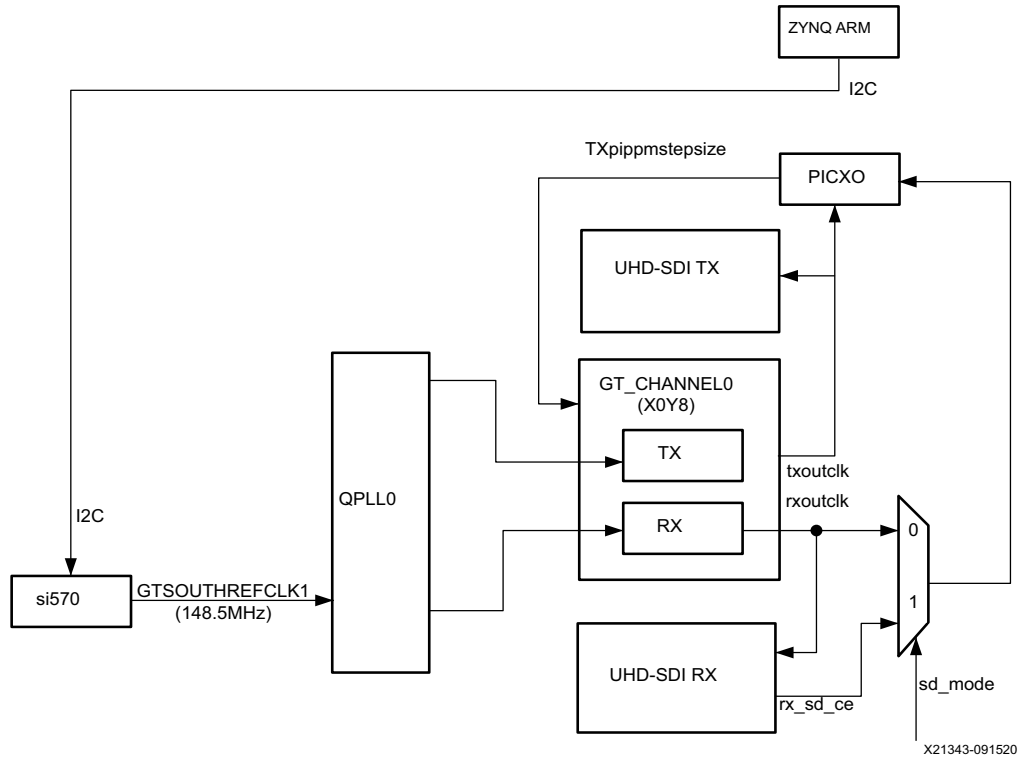 ZYNQ ARM
I2C
TXpippmstepsize
PICXO
UHD-SDI TX
GT_CHANNEL0
(X0Y8)
TX
txoutclk
rxoutclk
QPLL0
I2C
RX
0
si570
GTSOUTHREFCLK1
(148.5MHz)
1
UHD-SDI RX
rx_sd_ce
sd_mode
X21343-091520